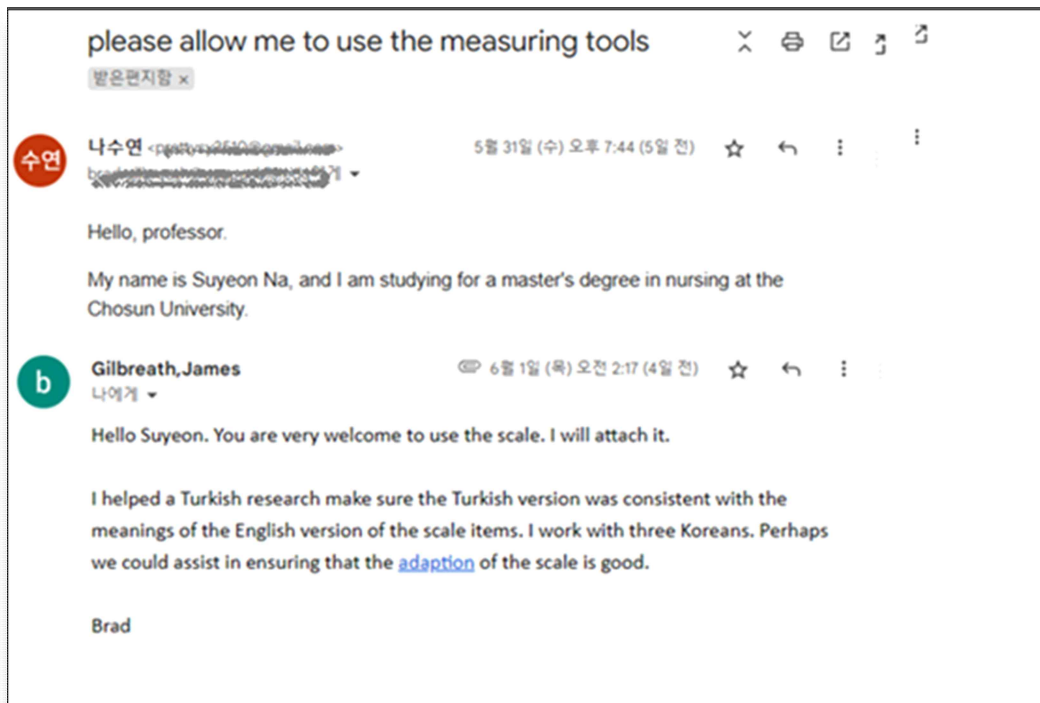 please allow me to use the measuring tools
받은편지함 ×
수연
나수연
5월 31일 (수) 오후 7:44 (5일 전)
Hello, professor.
My name is Suyeon Na, and I am studying for a master's degree in nursing at the
Chosun University.
b
Gilbreath,James
6월 1일 (목) 오전 2:17 (4일 전)
나에게
Hello Suyeon. You are very welcome to use the scale. I will attach it.
I helped a Turkish research make sure the Turkish version was consistent with the
meanings of the English version of the scale items. I work with three Koreans. Perhaps
we could assist in ensuring that the adaption of the scale is good.
Brad